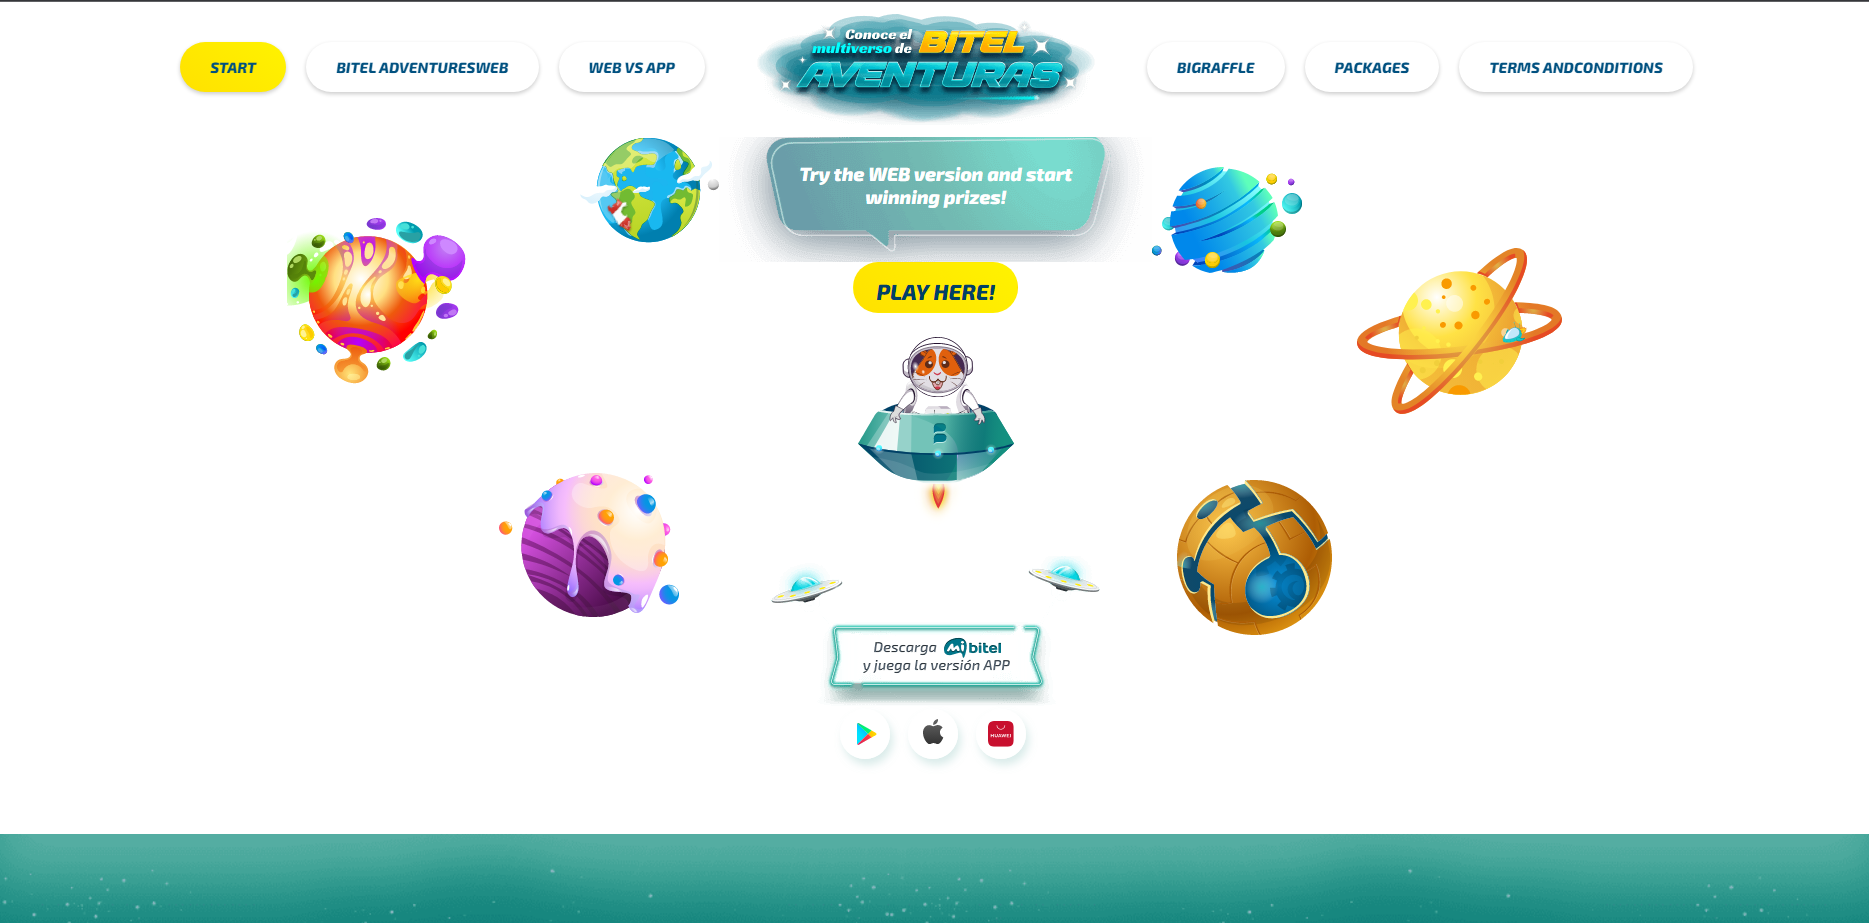 START
BITEL ADVENTURESWEB
WEB VS APP
Conoce el
multiverso de BITEL
AVENTURAS
BIGRAFFLE
PACKAGES
TERMS ANDCONDITIONS
Try the WEB version and start
winning prizes!
PLAY HERE!
Descarga Mi bitel
y juega la versión APP
HUAWEI